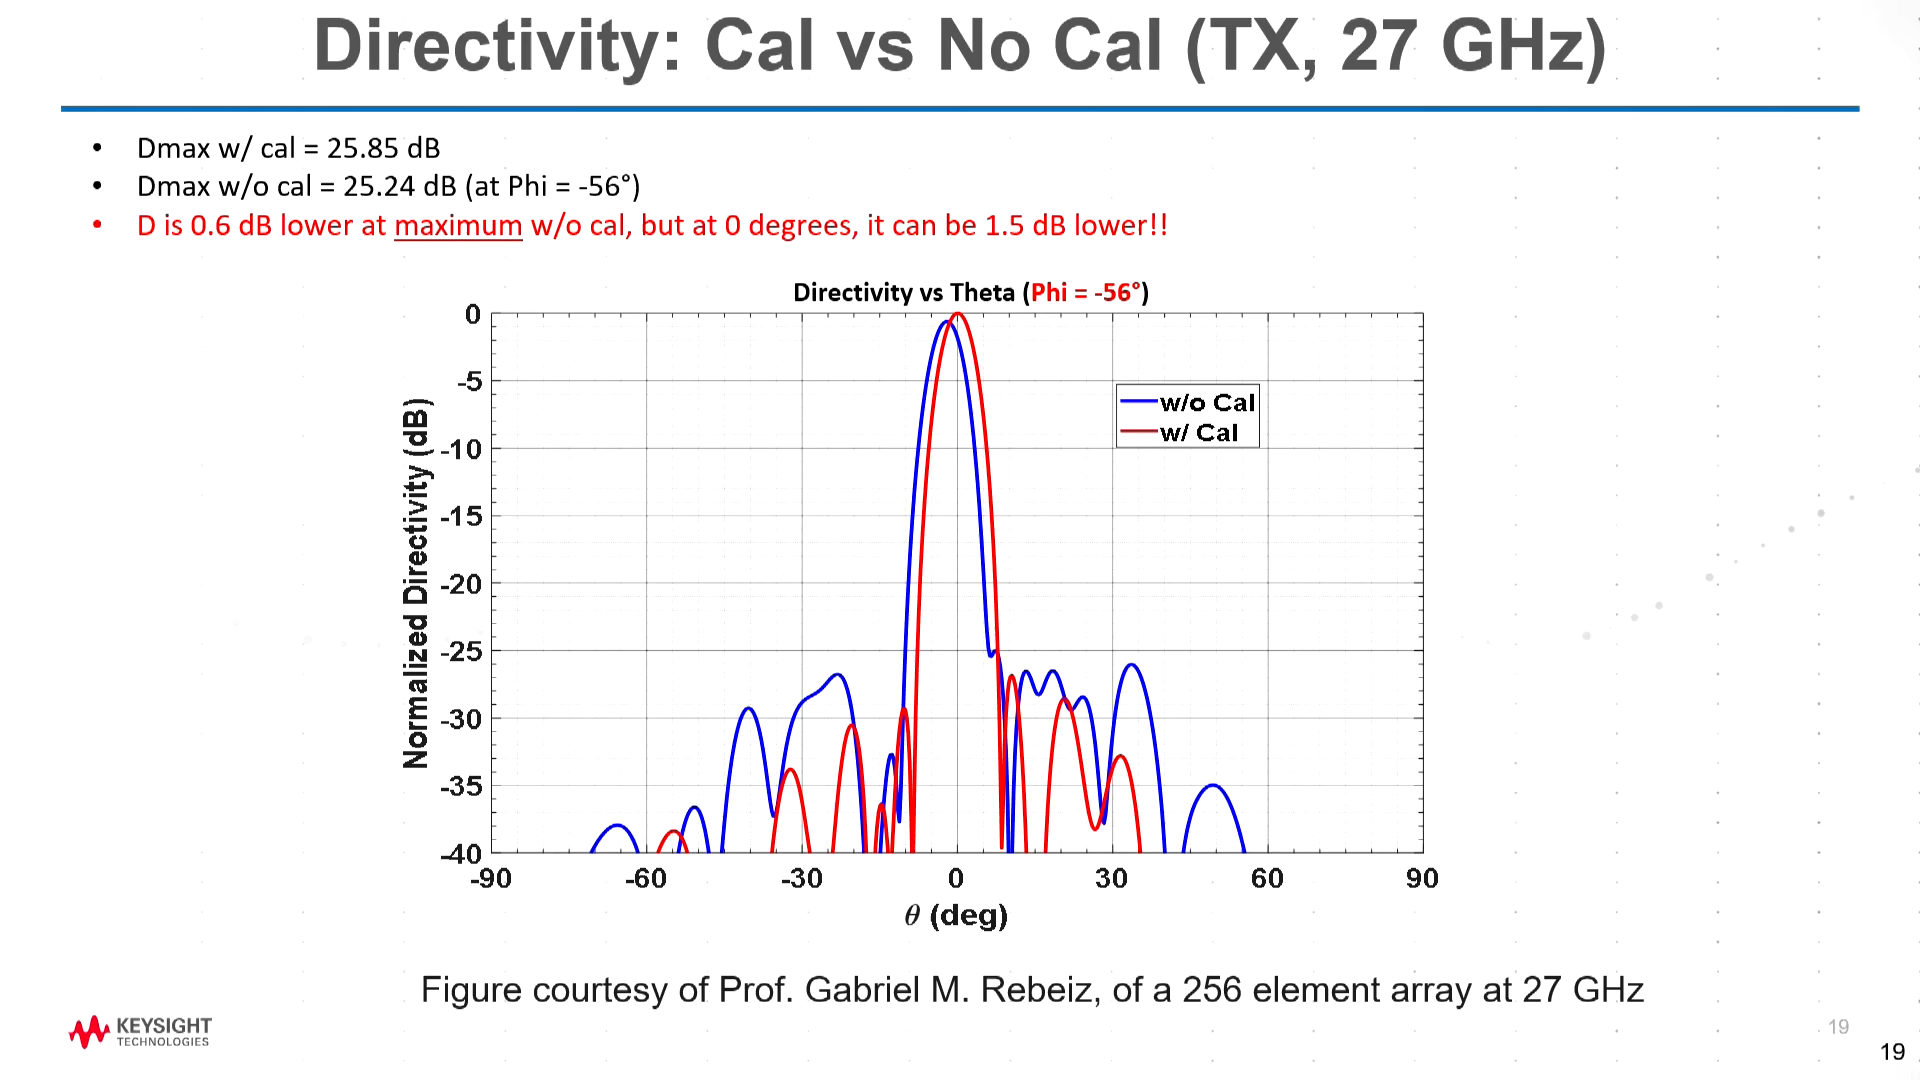 Directivity: Cal vs No Cal (TX, 27 GHz)
• Dmax w/ cal = 25.85 dB
• Dmax w/o cal = 25.24 dB (at Phi = -56°)
• D is 0.6 dB lower at maximum w/o cal, but at 0 degrees, it can be 1.5 dB lower!!
Directivity vs Theta (Phi = -56°)
Normalized Directivity (dB)
0
-5
-10
-15
-20
-25
-30
-35
-40
w/o Cal
w/ Cal
-90 -60 -30 0 30 60 90
θ (deg)
Figure courtesy of Prof. Gabriel M. Rebeiz, of a 256 element array at 27 GHz
KEYSIGHT
TECHNOLOGIES
19
19